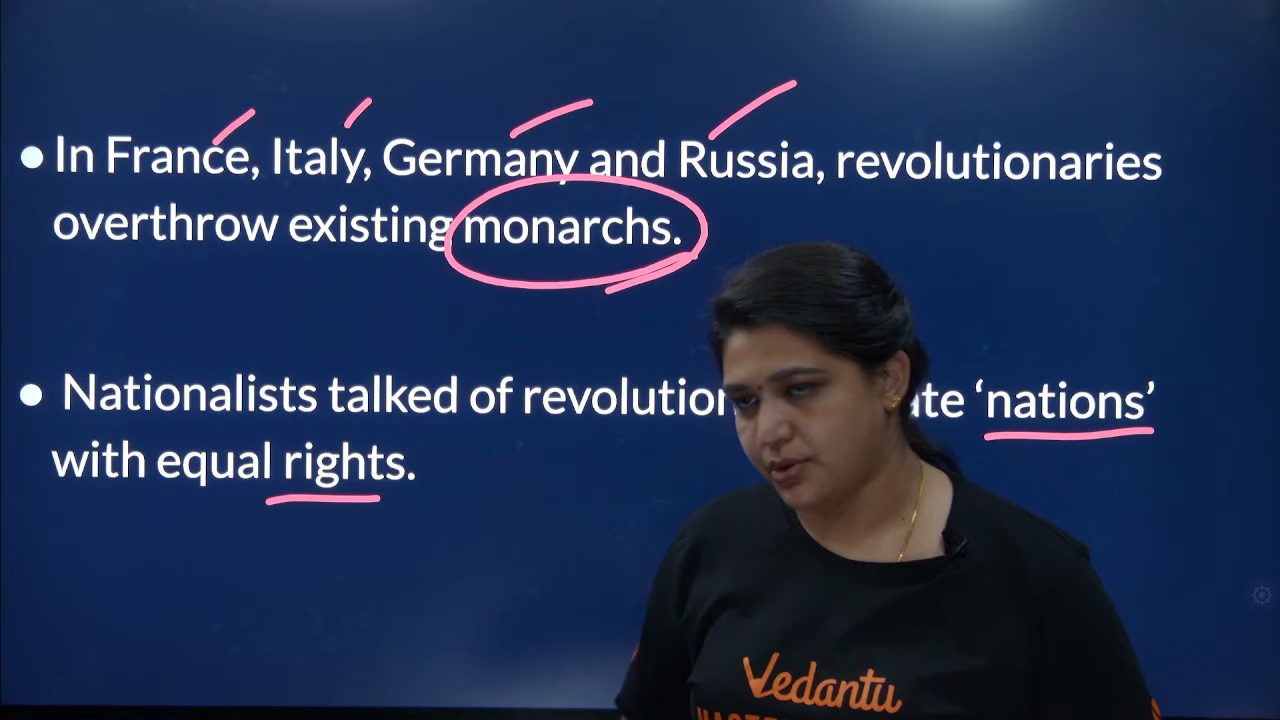 ● In France, Italy, Germany and Russia, revolutionaries
overthrow existing monarchs.
● Nationalists talked of revolution ‘nations’
with equal rights.
Vedantu